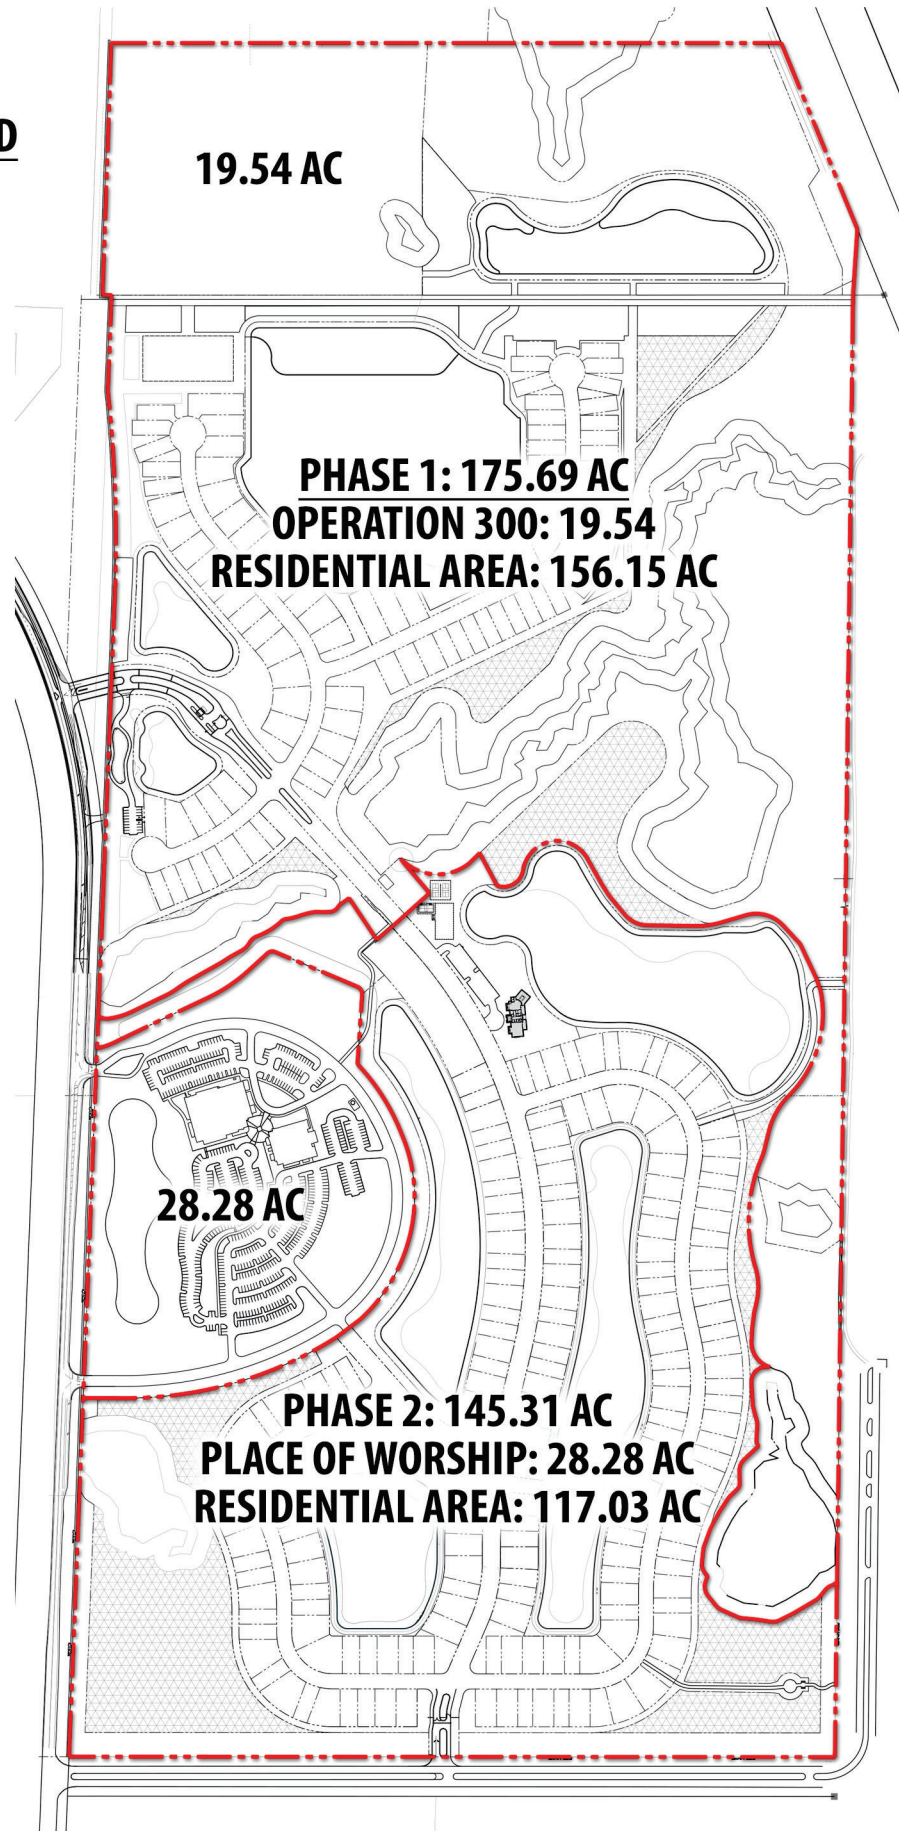 D
19.54 AC
PHASE 1: 175.69 AC
OPERATION 300: 19.54
RESIDENTIAL AREA: 156.15 AC
28.28 AC
PHASE 2: 145.31 AC
PLACE OF WORSHIP: 28.28 AC
RESIDENTIAL AREA: 117.03 AC